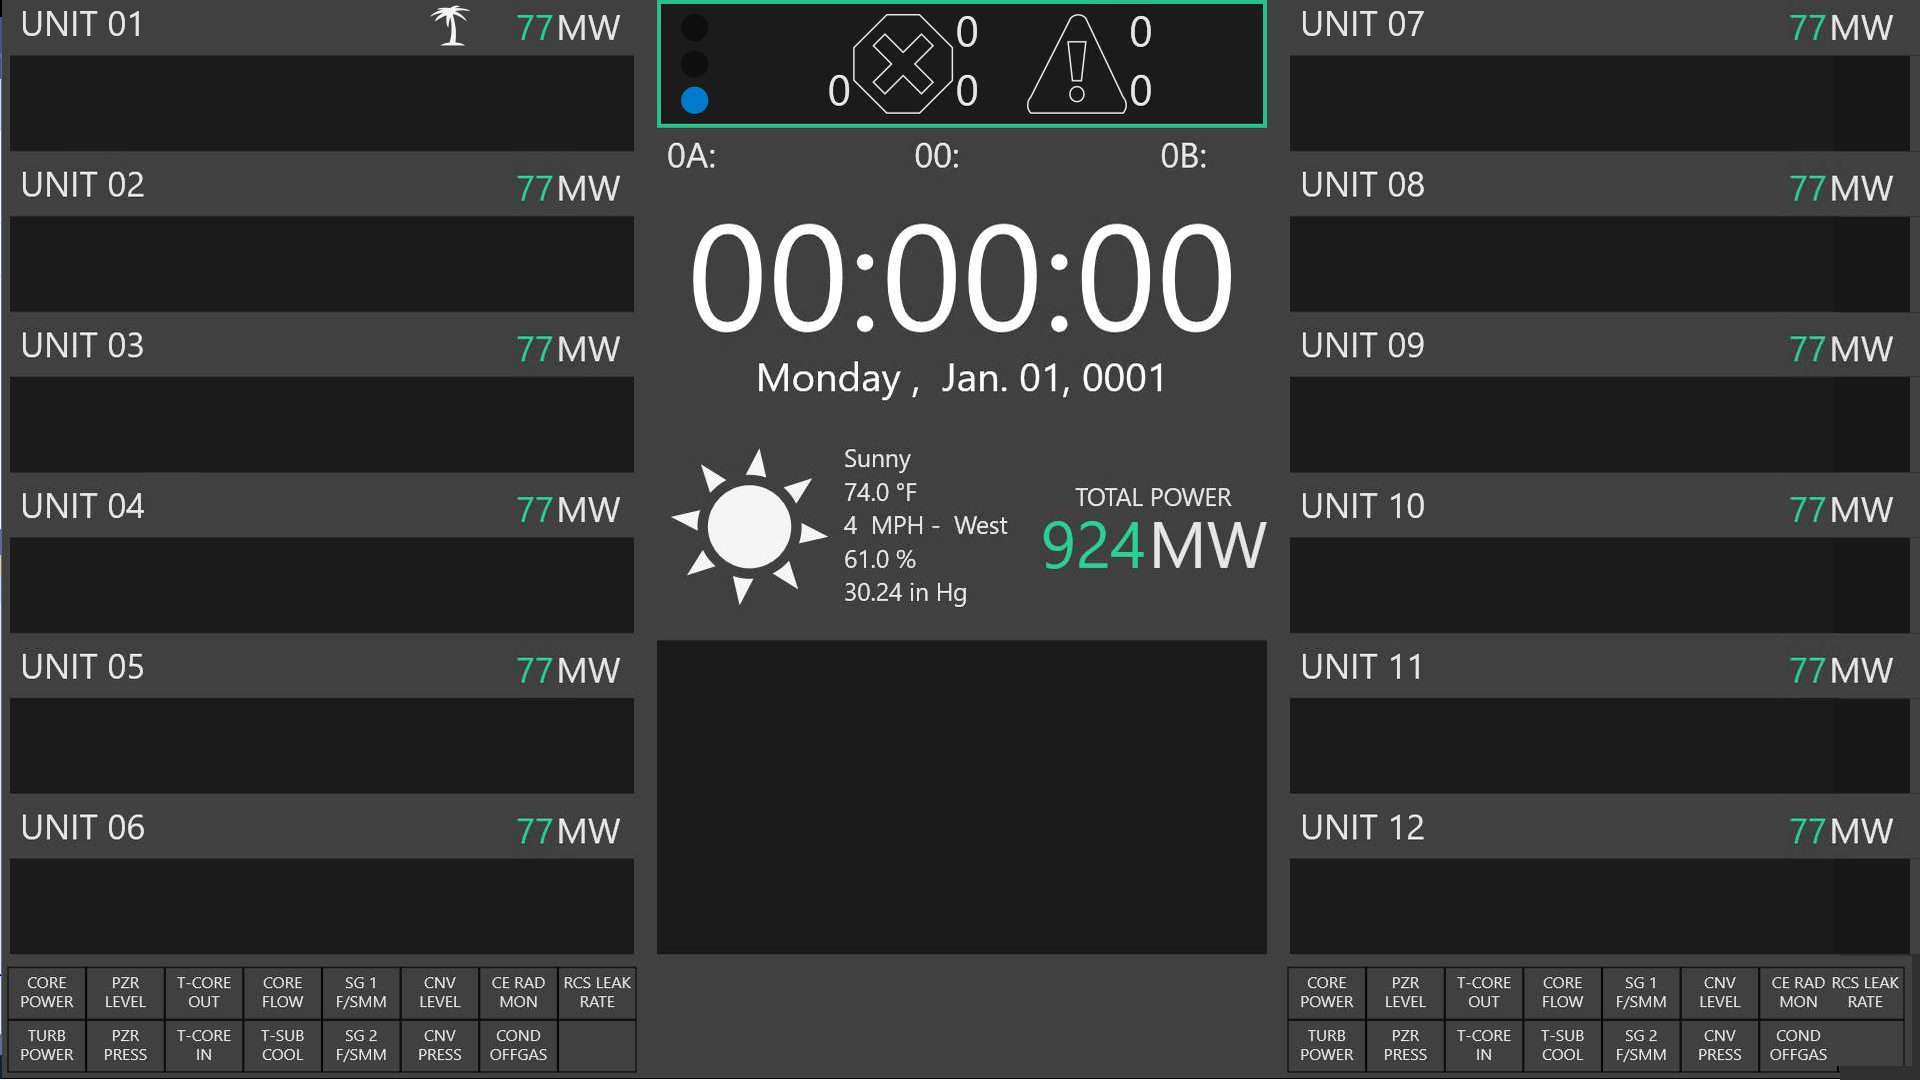 UNIT 01 77MW
UNIT 02 77MW
UNIT 03 77MW
UNIT 04 77MW
UNIT 05 77MW
UNIT 06 77MW
CORE POWER
PZR LEVEL
T-CORE OUT
CORE FLOW
SG 1 F/SMM
CNV LEVEL
CE RAD MON
RCS LEAK RATE
TURB POWER
PZR PRESS
T-CORE IN
T-SUB COOL
SG 2 F/SMM
CNV PRESS
COND OFFGAS
0 0
0 0 0
0A: 00: 0B:
00:00:00
Monday , Jan. 01, 0001
Sunny
74.0 °F
4 MPH - West
61.0 %
30.24 in Hg
TOTAL POWER
924MW
UNIT 07 77MW
UNIT 08 77MW
UNIT 09 77MW
UNIT 10 77MW
UNIT 11 77MW
UNIT 12 77MW
CORE POWER
PZR LEVEL
T-CORE OUT
CORE FLOW
SG 1 F/SMM
CNV LEVEL
CE RAD MON
RCS LEAK RATE
TURB POWER
PZR PRESS
T-CORE IN
T-SUB COOL
SG 2 F/SMM
CNV PRESS
COND OFFGAS